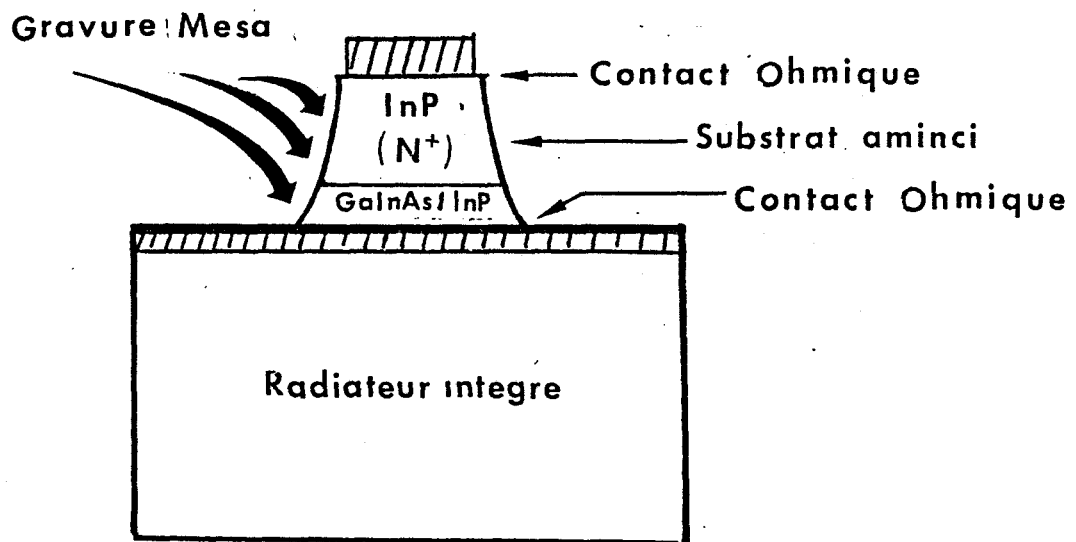 Gravure Mesa
Contact Ohmique
InP
(N+)
Substrat aminci
GaInAs/InP
Contact Ohmique
Radiateur integre